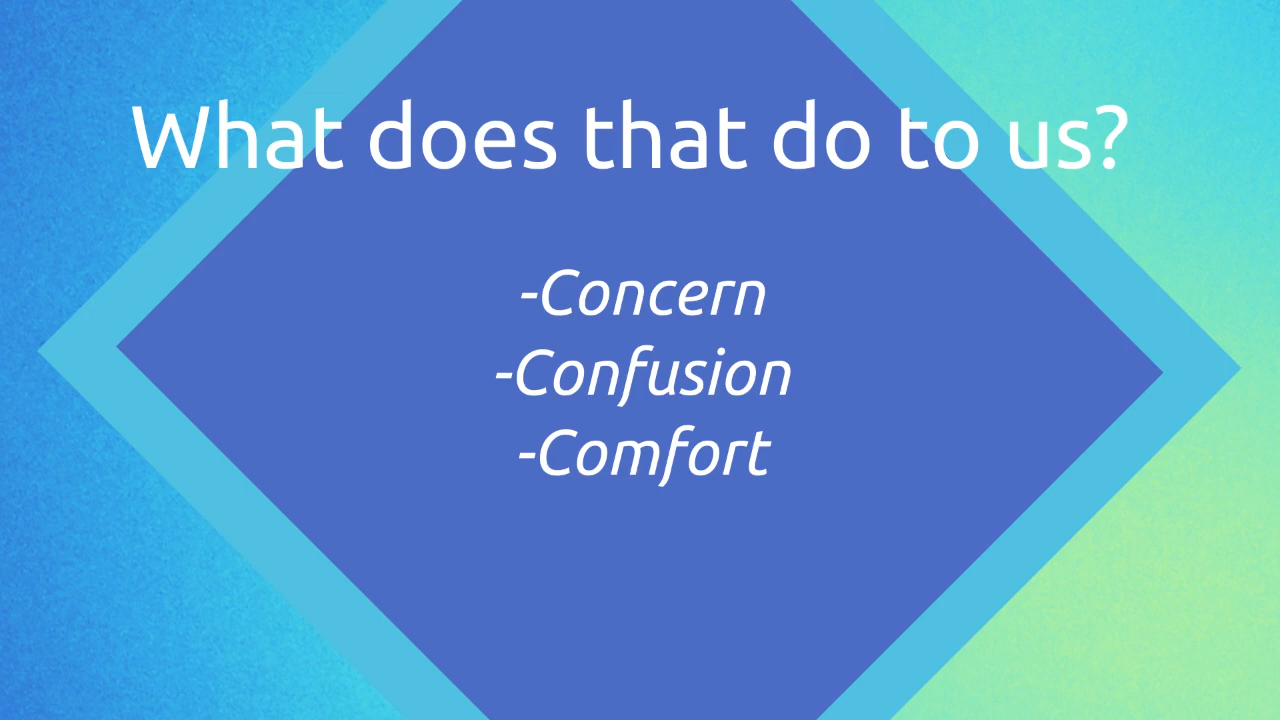 What does that do to us?
-Concern
-Confusion
-Comfort